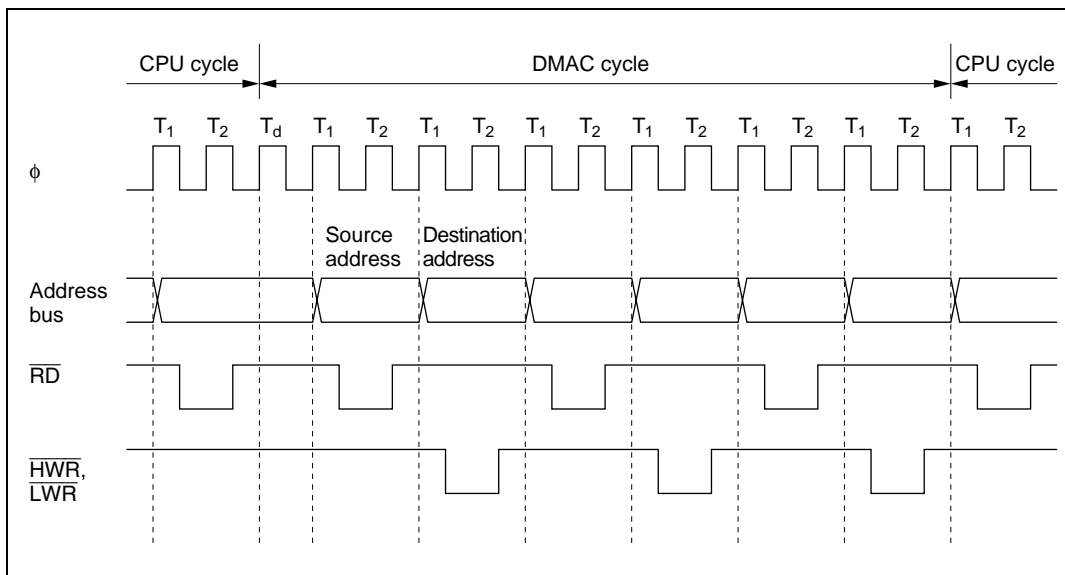 CPU cycle DMAC cycle CPU cycle
T1 T2 Td T1 T2 T1 T2 T1 T2 T1 T2 T1 T2 T1 T2 T1 T2
φ
Source address Destination address
Address bus
RD
HWR,
LWR